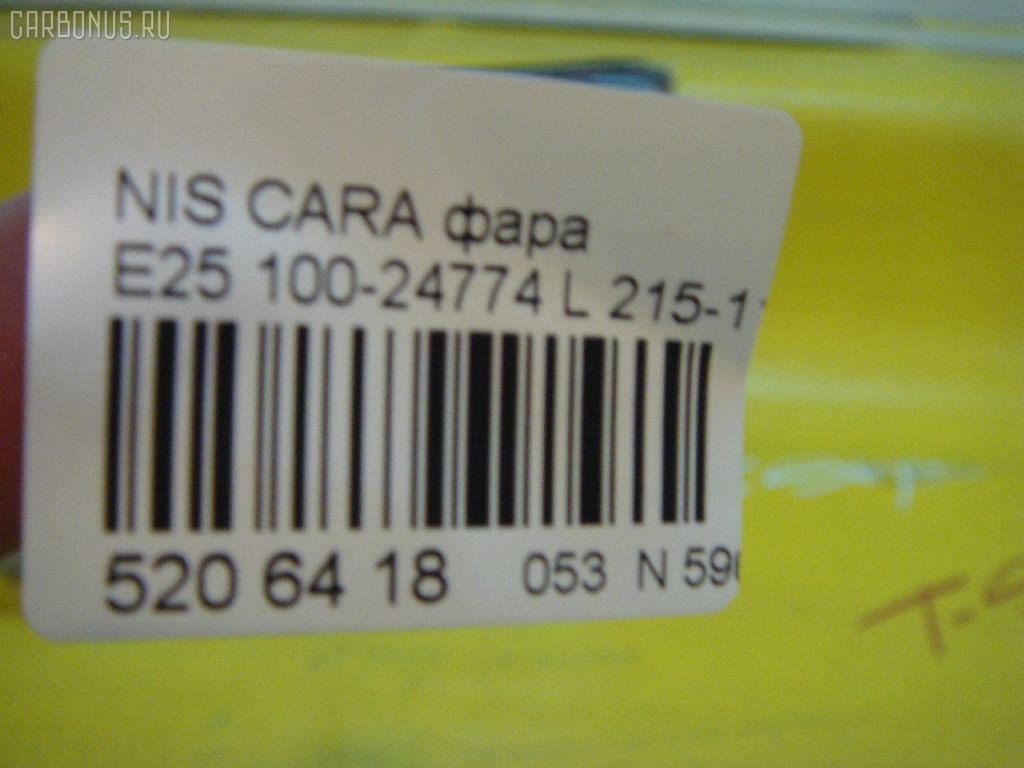 CARBONUS.RU
NIS CARA фара
E25 100-24774 L 215-1
520 64 18 053 N 59